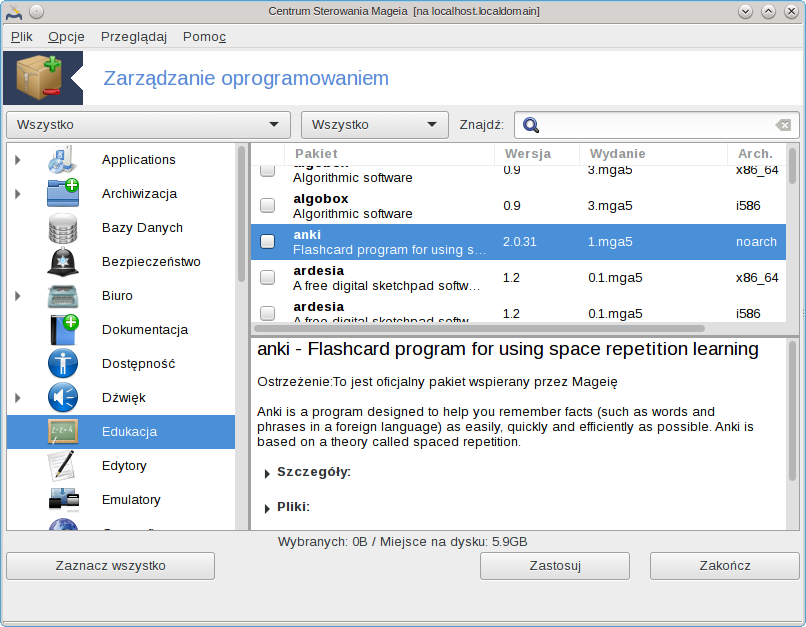 Centrum Sterowania Mageia  [na localhost.localdomain]
Plik Opcje Przeglądaj Pomoc
Zarządzanie oprogramowaniem
Wszystko Wszystko Znajdź:
Applications
Archiwizacja
Bazy Danych
Bezpieczeństwo
Biuro
Dokumentacja
Dostępność
Dźwięk
Edukacja
Edytory
Emulatory
Pakiet Wersja Wydanie Arch.
algobox 0.9 3.mga5 x86_64
Algorithmic software
algobox 0.9 3.mga5 i586
Algorithmic software
anki 2.0.31 1.mga5 noarch
Flashcard program for using s...
ardesia 1.2 0.1.mga5 x86_64
A free digital sketchpad softw...
ardesia 1.2 0.1.mga5 i586
A free digital sketchpad softw...
anki - Flashcard program for using space repetition learning
Ostrzeżenie:To jest oficjalny pakiet wspierany przez Mageię
Anki is a program designed to help you remember facts (such as words and
phrases in a foreign language) as easily, quickly and efficiently as possible. Anki is
based on a theory called spaced repetition.
Szczegóły:
Pliki:
Wybranych: 0B / Miejsce na dysku: 5.9GB
Zaznacz wszystko Zastosuj Zakończ